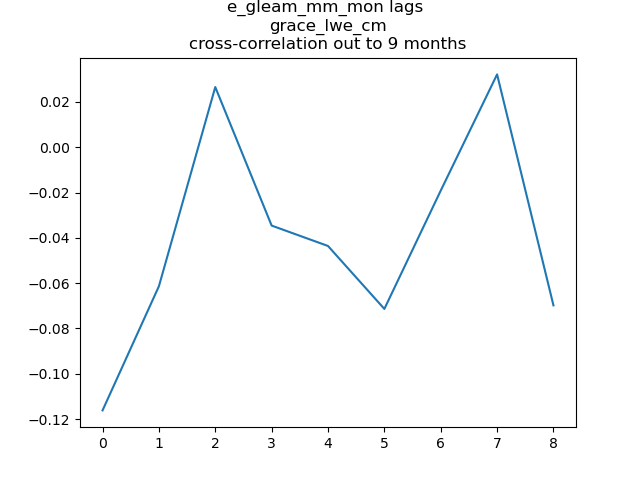 e_gleam_mm_mon lags
grace_lwe_cm
cross-correlation out to 9 months
0.02
0.00
−0.02
−0.04
−0.06
−0.08
−0.10
−0.12
0 1 2 3 4 5 6 7 8